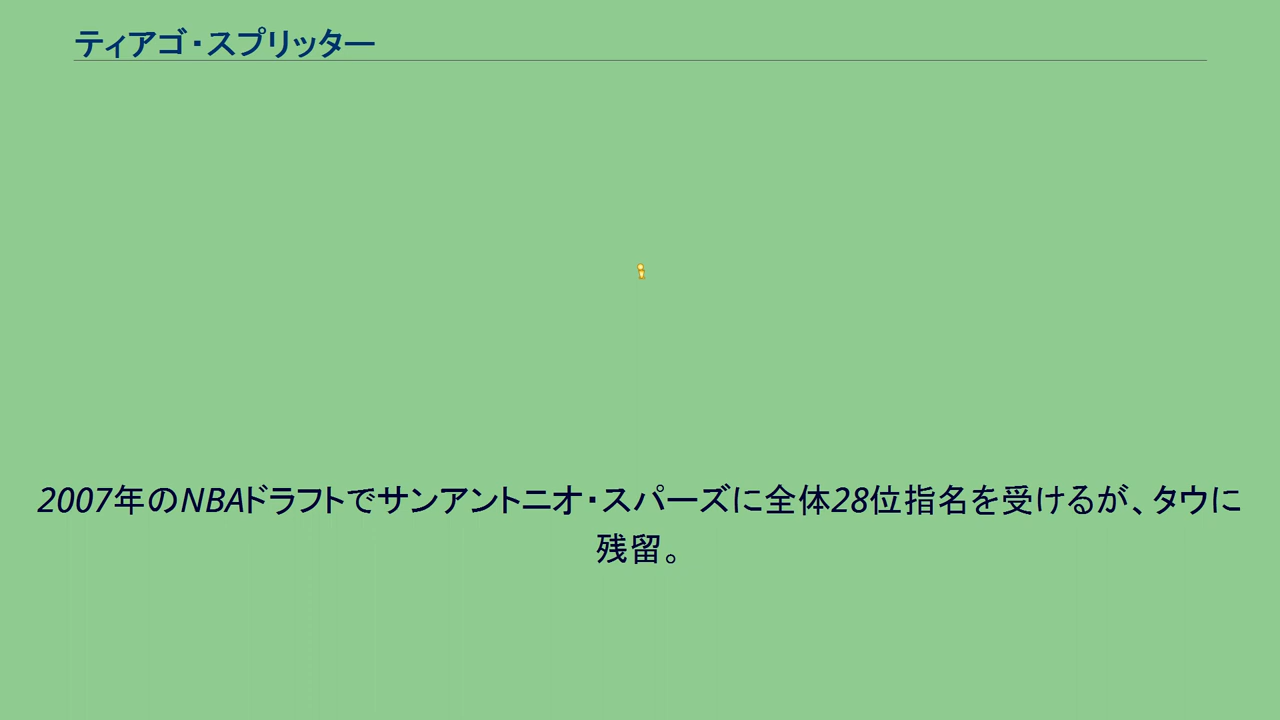 ティアゴ・スプリッター
2007年のNBAドラフトでサンアントニオ・スパーズに全体28位指名を受けるが、タウに
残留。